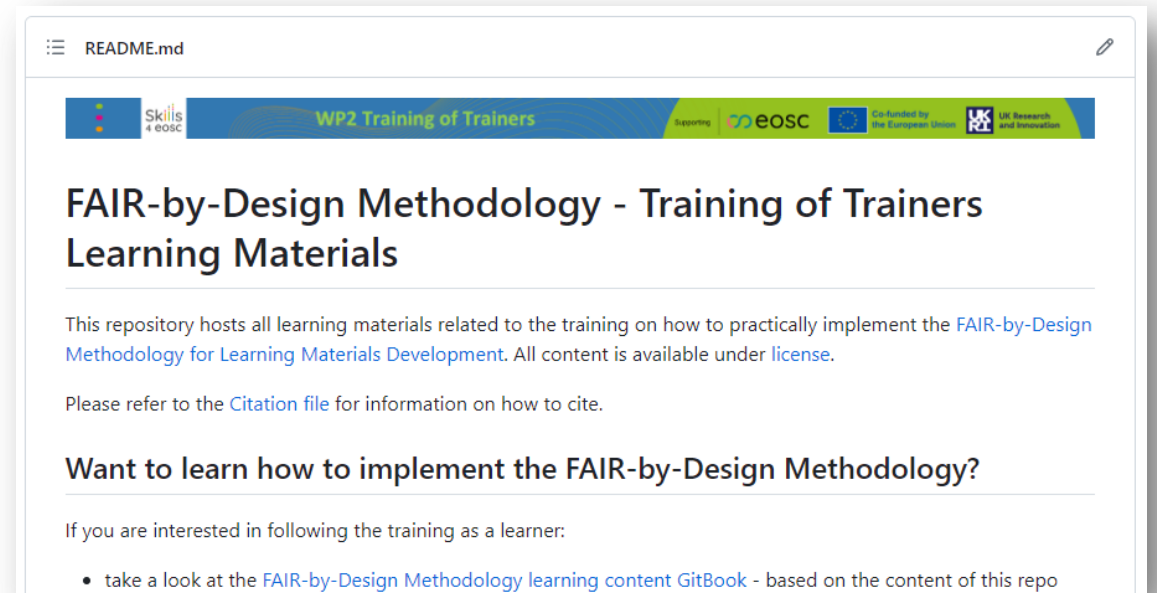 README.md
Skills
4 eosc
WP2 Training of Trainers
Supporting
eosc
Co-funded by
the European Union
UK
RI
UK Research
and Innovation
FAIR-by-Design Methodology - Training of Trainers
Learning Materials
This repository hosts all learning materials related to the training on how to practically implement the FAIR-by-Design
Methodology for Learning Materials Development. All content is available under license.
Please refer to the Citation file for information on how to cite.
Want to learn how to implement the FAIR-by-Design Methodology?
If you are interested in following the training as a learner:
• take a look at the FAIR-by-Design Methodology learning content GitBook - based on the content of this repo